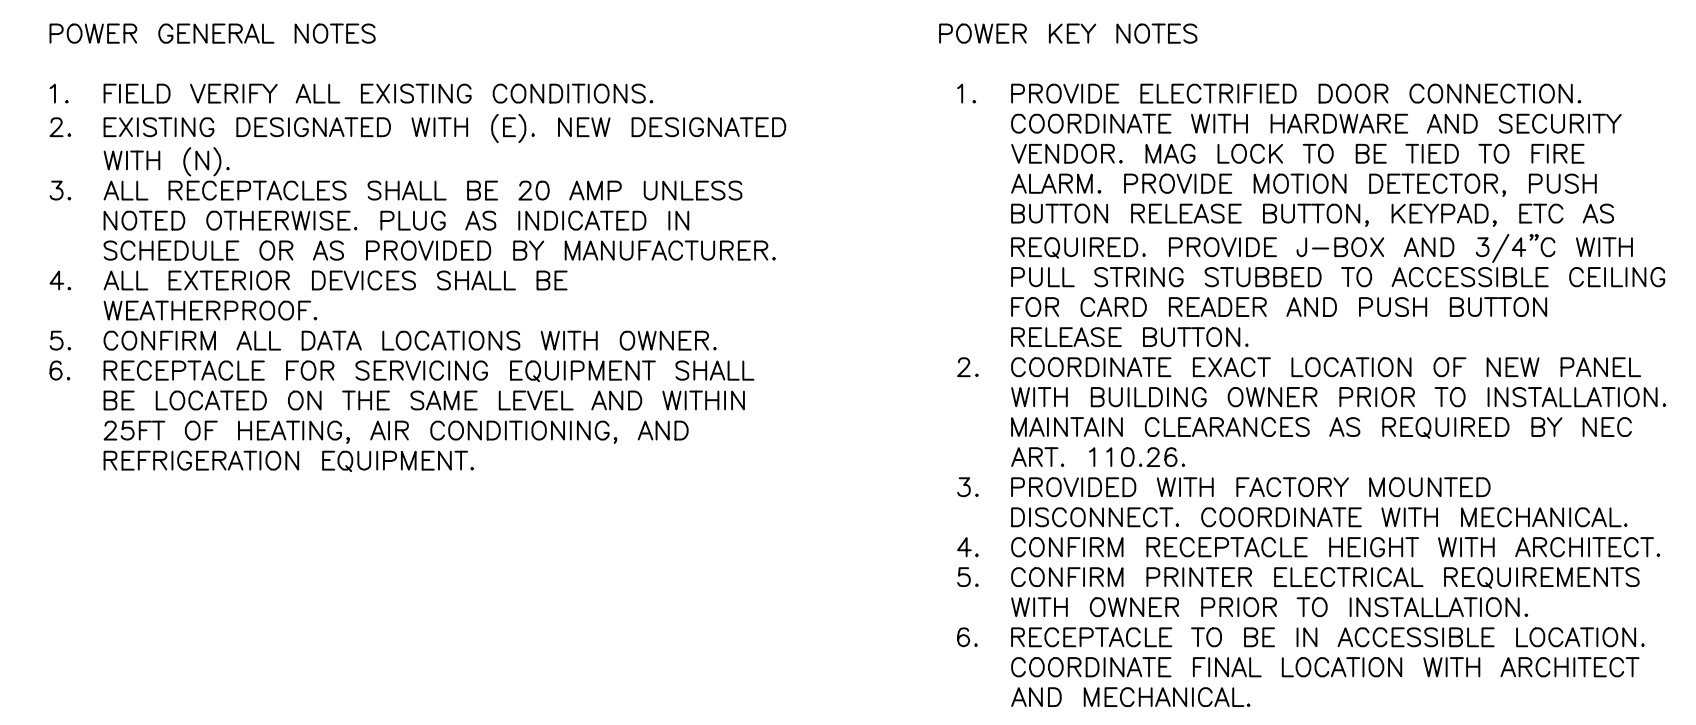 POWER GENERAL NOTES
1. FIELD VERIFY ALL EXISTING CONDITIONS.
2. EXISTING DESIGNATED WITH (E). NEW DESIGNATED
WITH (N).
3. ALL RECEPTACLES SHALL BE 20 AMP UNLESS
NOTED OTHERWISE. PLUG AS INDICATED IN
SCHEDULE OR AS PROVIDED BY MANUFACTURER.
4. ALL EXTERIOR DEVICES SHALL BE
WEATHERPROOF.
5. CONFIRM ALL DATA LOCATIONS WITH OWNER.
6. RECEPTACLE FOR SERVICING EQUIPMENT SHALL
BE LOCATED ON THE SAME LEVEL AND WITHIN
25FT OF HEATING, AIR CONDITIONING, AND
REFRIGERATION EQUIPMENT.
POWER KEY NOTES
1. PROVIDE ELECTRIFIED DOOR CONNECTION.
COORDINATE WITH HARDWARE AND SECURITY
VENDOR. MAG LOCK TO BE TIED TO FIRE
ALARM. PROVIDE MOTION DETECTOR, PUSH
BUTTON RELEASE BUTTON, KEYPAD, ETC AS
REQUIRED. PROVIDE J-BOX AND 3/4"C WITH
PULL STRING STUBBED TO ACCESSIBLE CEILING
FOR CARD READER AND PUSH BUTTON
RELEASE BUTTON.
2. COORDINATE EXACT LOCATION OF NEW PANEL
WITH BUILDING OWNER PRIOR TO INSTALLATION.
MAINTAIN CLEARANCES AS REQUIRED BY NEC
ART. 110.26.
3. PROVIDED WITH FACTORY MOUNTED
DISCONNECT. COORDINATE WITH MECHANICAL.
4. CONFIRM RECEPTACLE HEIGHT WITH ARCHITECT.
5. CONFIRM PRINTER ELECTRICAL REQUIREMENTS
WITH OWNER PRIOR TO INSTALLATION.
6. RECEPTACLE TO BE IN ACCESSIBLE LOCATION.
COORDINATE FINAL LOCATION WITH ARCHITECT
AND MECHANICAL.